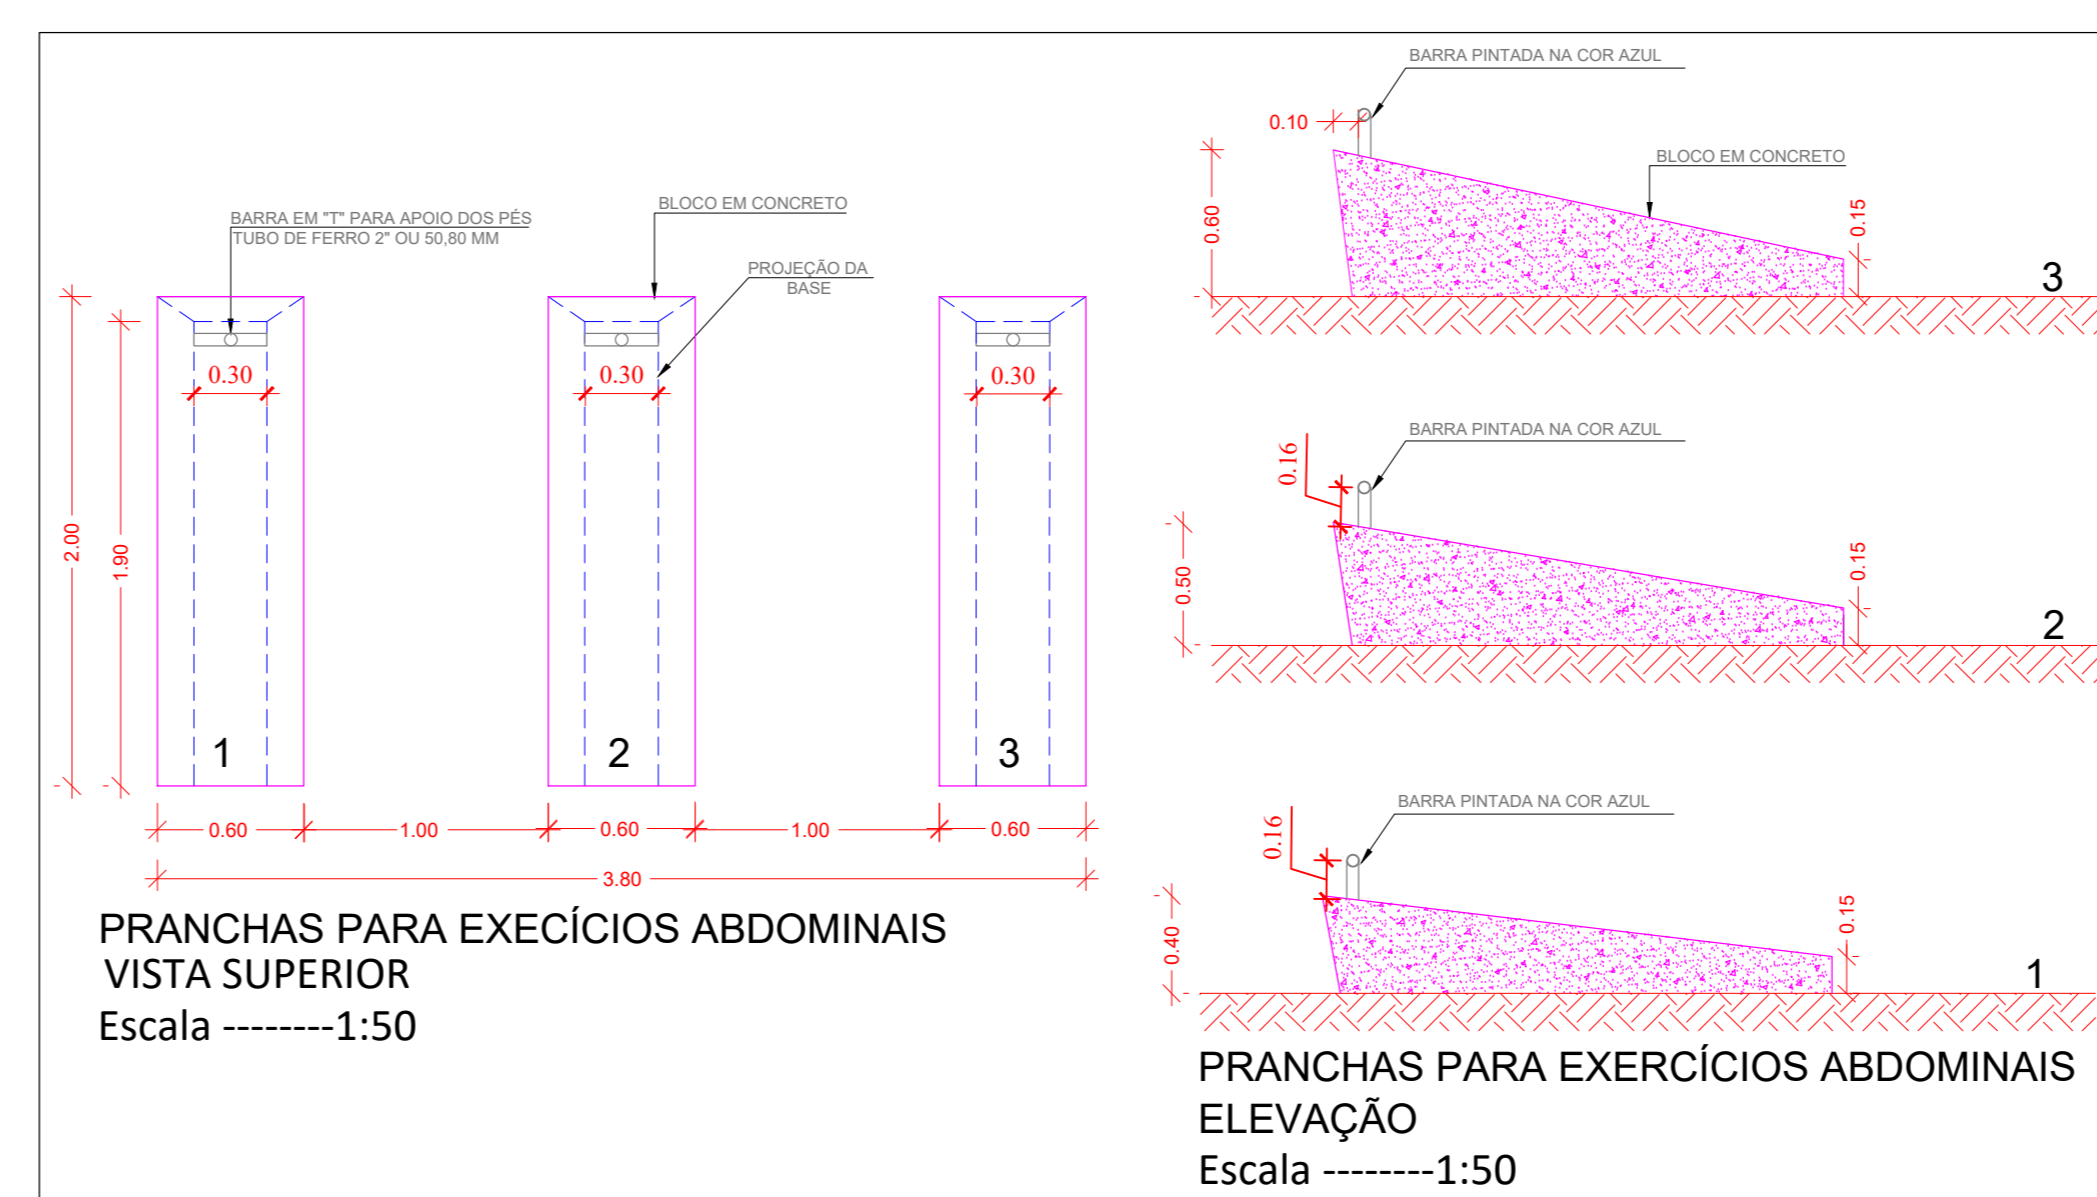 BARRA EM "T" PARA APOIO DOS PÉS
TUBO DE FERRO 2" OU 50,80 MM
BLOCO EM CONCRETO
PROJEÇÃO DA
BASE
0.30
0.30
0.30
2.00
1.90
1
2
3
0.60
1.00
0.60
1.00
0.60
3.80
PRANCHAS PARA EXECÍCIOS ABDOMINAIS
VISTA SUPERIOR
Escala --------1:50
BARRA PINTADA NA COR AZUL
0.10
BLOCO EM CONCRETO
0.60
0.15
3
BARRA PINTADA NA COR AZUL
0.16
0.50
0.15
2
BARRA PINTADA NA COR AZUL
0.16
0.40
0.15
1
PRANCHAS PARA EXERCÍCIOS ABDOMINAIS
ELEVAÇÃO
Escala --------1:50